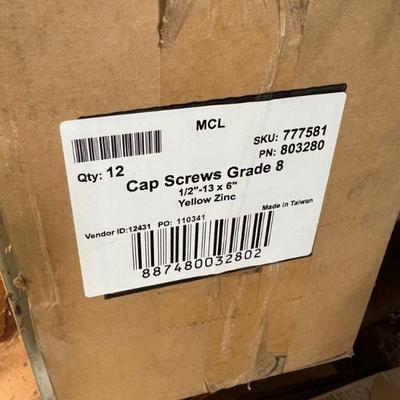 MCL
SKU: 777581
Qty: 12
PN: 803280
Cap Screws Grade 8
1/2"-13 x 6"
Yellow Zinc
Vendor ID:12431 PO: 110341
Made in Taiwan
887480032802